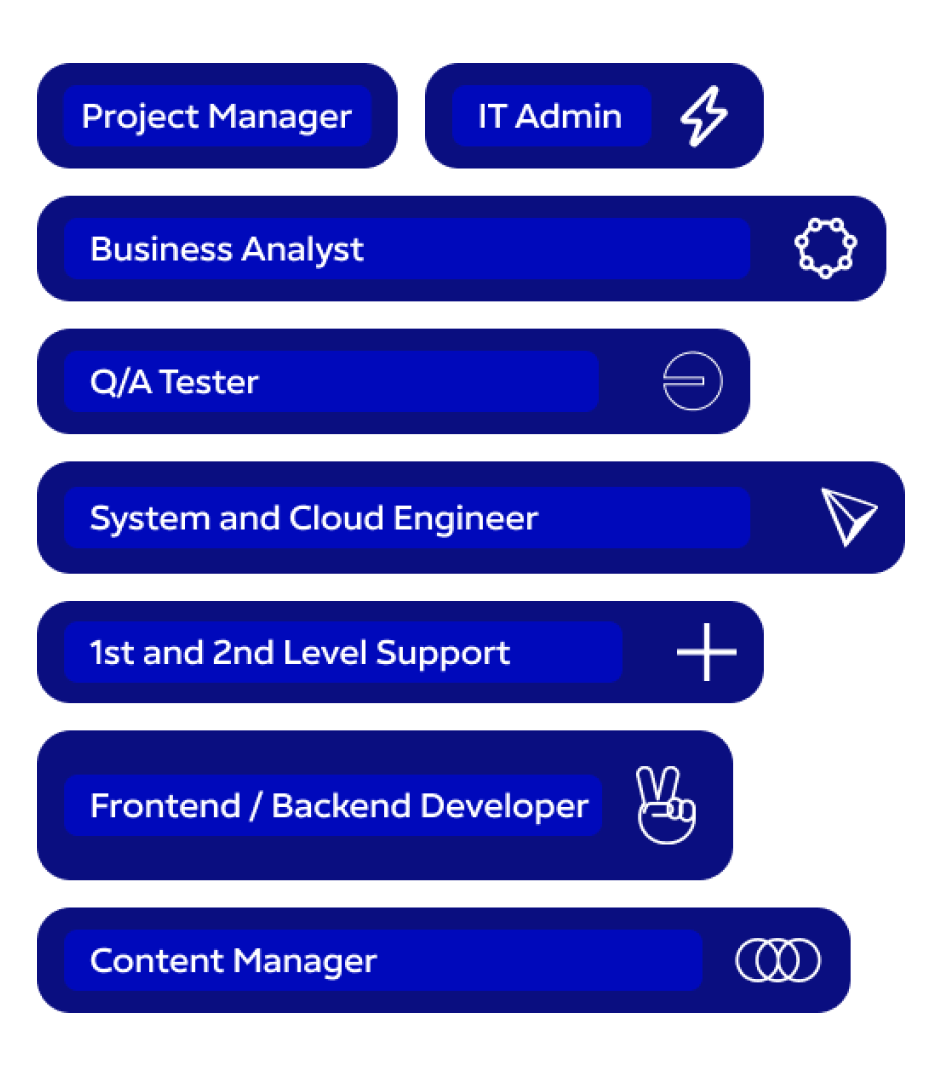 Project Manager
IT Admin
Business Analyst
Q/A Tester
System and Cloud Engineer
1st and 2nd Level Support
Frontend / Backend Developer
Content Manager